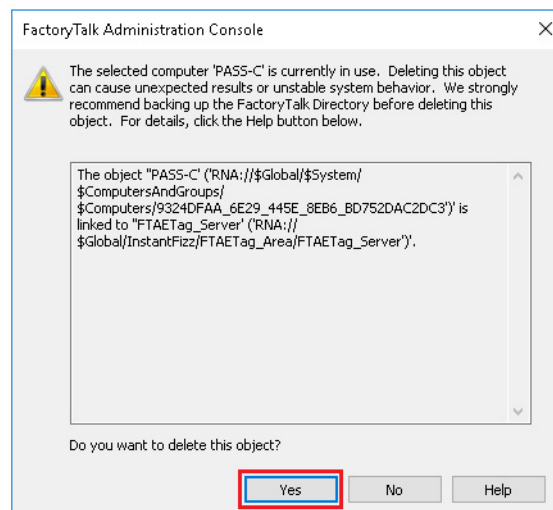 FactoryTalk Administration Console
The selected computer 'PASS-C' is currently in use. Deleting this object
can cause unexpected results or unstable system behavior. We strongly
recommend backing up the FactoryTalk Directory before deleting this
object. For details, click the Help button below.
The object "PASS-C' ('RNA://$Global/$System/
$ComputersAndGroups/
$Computers/9324DFAA_6E29_445E_8EB6_BD752DAC2DC3')' is
linked to "FTAETag_Server' ('RNA://
$Global/InstantFizz/FTAETag_Area/FTAETag_Server')'.
Do you want to delete this object?
Yes No Help